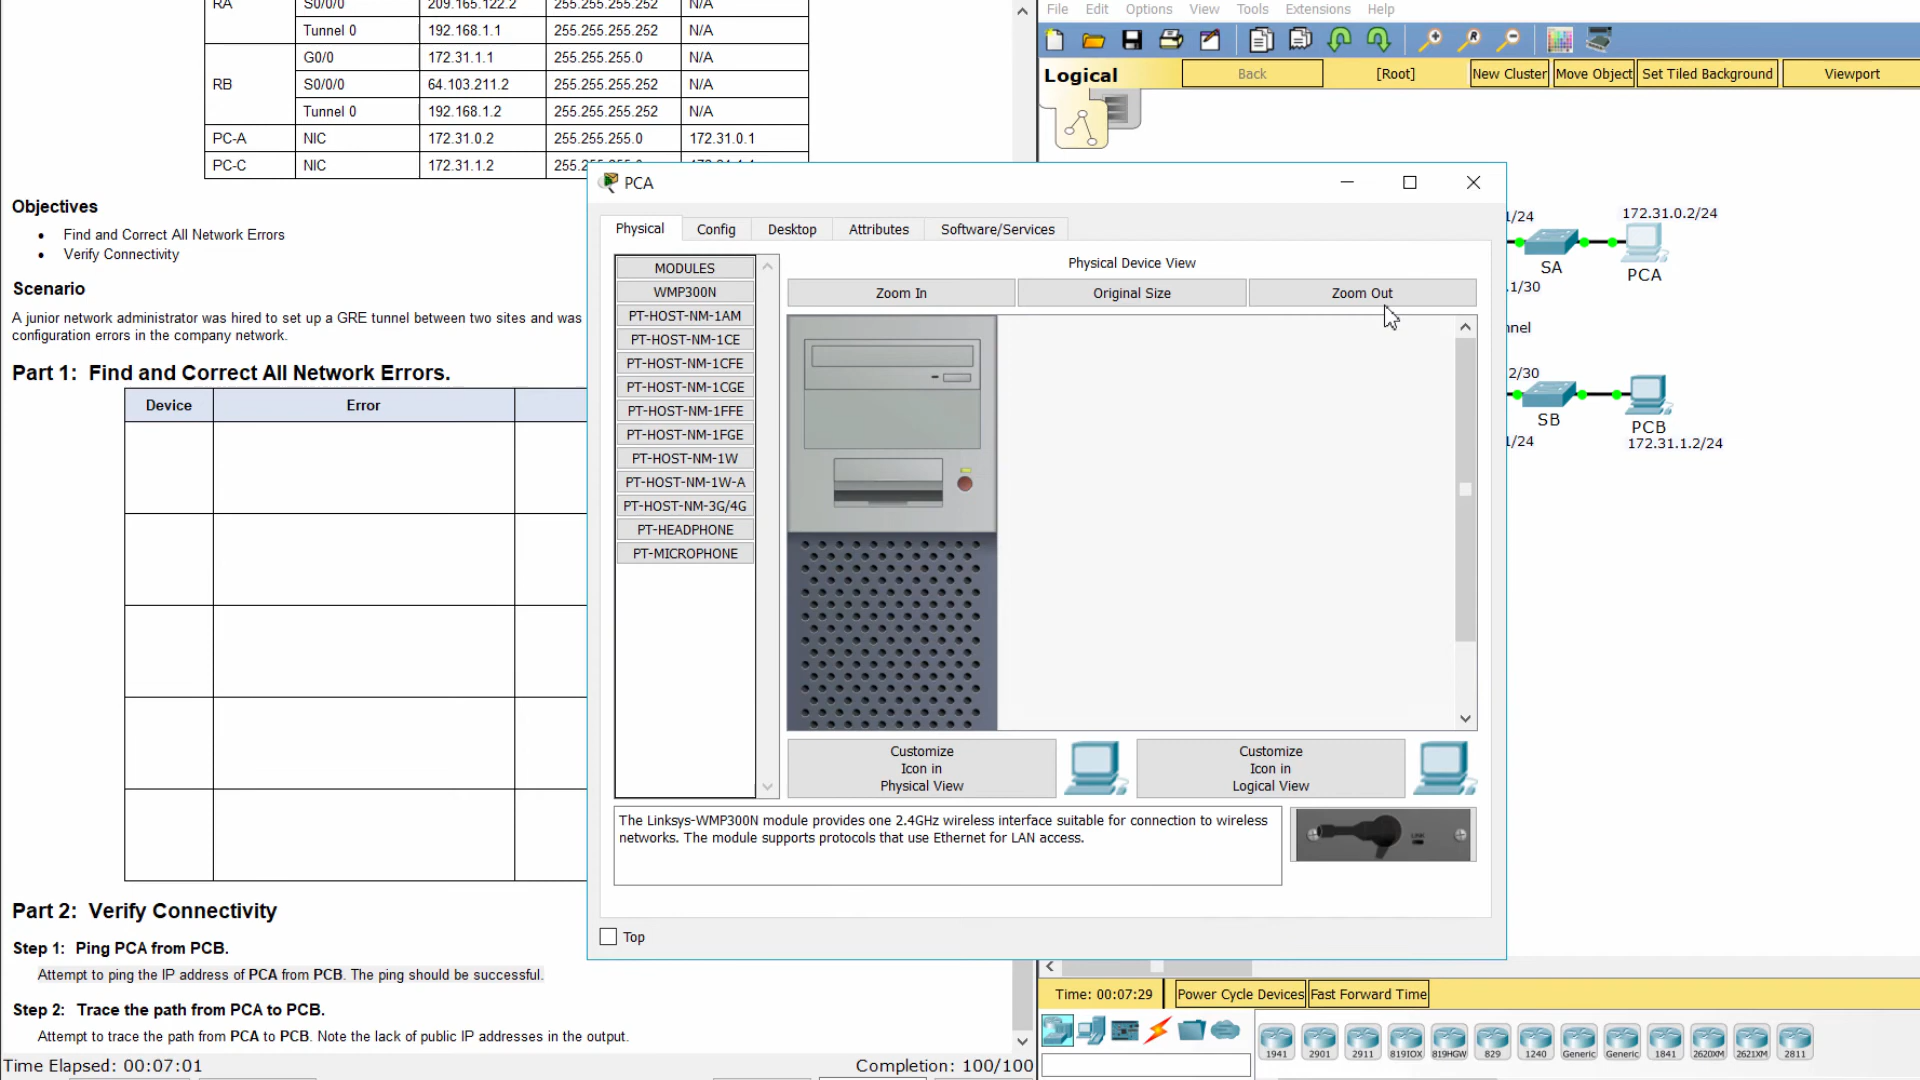 RA S0/0/0 209.165.122.2 255.255.255.252 N/A
Tunnel 0 192.168.1.1 255.255.255.252 N/A
G0/0 172.31.1.1 255.255.255.0 N/A
RB S0/0/0 64.103.211.2 255.255.255.252 N/A
Tunnel 0 192.168.1.2 255.255.255.252 N/A
PC-A NIC 172.31.0.2 255.255.255.0 172.31.0.1
PC-C NIC 172.31.1.2
Objectives
• Find and Correct All Network Errors
• Verify Connectivity
Scenario
A junior network administrator was hired to set up a GRE tunnel between two sites and was
configuration errors in the company network.
Part 1: Find and Correct All Network Errors.
Device Error
Part 2: Verify Connectivity
Step 1: Ping PCA from PCB.
Attempt to ping the IP address of PCA from PCB. The ping should be successful.
Step 2: Trace the path from PCA to PCB.
Attempt to trace the path from PCA to PCB. Note the lack of public IP addresses in the output.
Time Elapsed: 00:07:01 Completion: 100/100
File Edit Options View Tools Extensions Help
Logical Back [Root] New Cluster Move Object Set Tiled Background Viewport
PCA
Physical Config Desktop Attributes Software/Services
MODULES
WMP300N
PT-HOST-NM-1AM
PT-HOST-NM-1CE
PT-HOST-NM-1CFE
PT-HOST-NM-1CGE
PT-HOST-NM-1FFE
PT-HOST-NM-1FGE
PT-HOST-NM-1W
PT-HOST-NM-1W-A
PT-HOST-NM-3G/4G
PT-HEADPHONE
PT-MICROPHONE
Physical Device View
Zoom In Original Size Zoom Out
Customize
Icon in
Physical View
Customize
Icon in
Logical View
The Linksys-WMP300N module provides one 2.4GHz wireless interface suitable for connection to wireless
networks. The module supports protocols that use Ethernet for LAN access.
LINK
Top
1/24 172.31.0.2/24
SA PCA
.1/30
nnel
2/30
SB PCB
1/24 172.31.1.2/24
Time: 00:07:29 Power Cycle Devices Fast Forward Time
1941 2901 2911 819IOX 819HGW 829 1240 Generic Generic 1841 2620XM 2621XM 2811